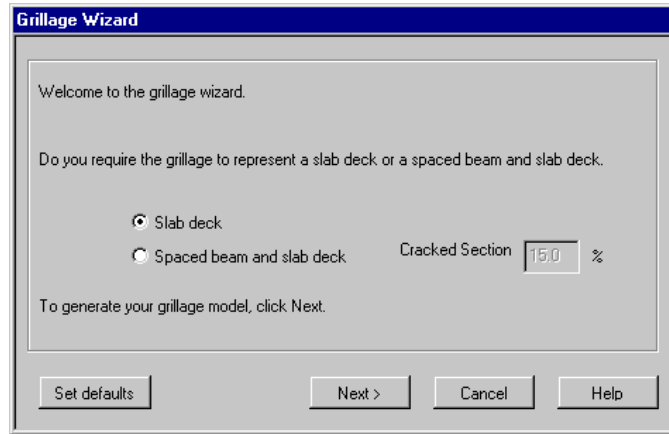 Grillage Wizard
Welcome to the grillage wizard.
Do you require the grillage to represent a slab deck or a spaced beam and slab deck.
Slab deck
Spaced beam and slab deck
Cracked Section 15.0 %
To generate your grillage model, click Next.
Set defaults
Next >
Cancel
Help